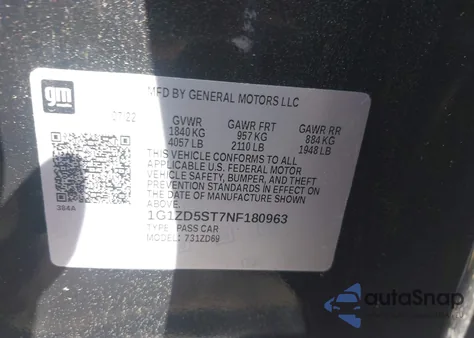 gm
MFD BY GENERAL MOTORS LLC
07/22
GVWR GAWR FRT GAWR RR
1840 KG 957 KG 884 KG
4057 LB 2110 LB 1948 LB
THIS VEHICLE CONFORMS TO ALL
APPLICABLE U.S. FEDERAL MOTOR
VEHICLE SAFETY, BUMPER, AND THEFT
PREVENTION STANDARDS IN EFFECT
ON THE DATE OF MANUFACTURE
SHOWN ABOVE.
384A
1G1ZD5ST7NF180963
TYPE: PASS CAR
MODEL: 731ZD69
autoSnap